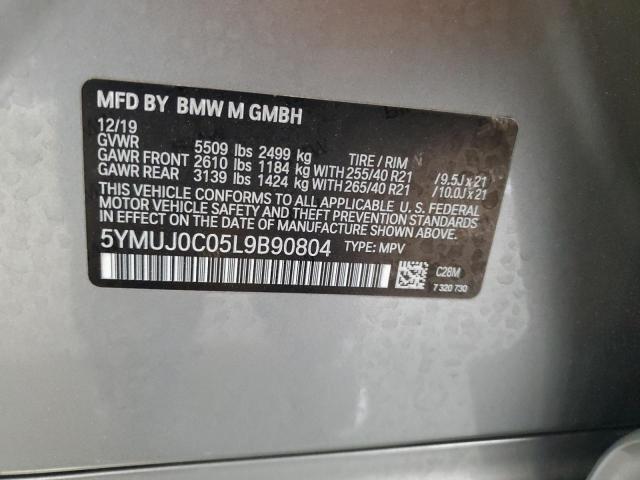 MFD BY BMW M GMBH
12/19
GVWR 5509 lbs 2499 kg TIRE / RIM
GAWR FRONT 2610 lbs 1184 kg WITH 255/40 R21 /9.5J x 21
GAWR REAR 3139 lbs 1424 kg WITH 265/40 R21 /10.0J x 21
THIS VEHICLE CONFORMS TO ALL APPLICABLE U.S. FEDERAL
MOTOR VEHICLE SAFETY AND THEFT PREVENTION STANDARDS
IN EFFECT ON THE DATE OF MANUFACTURE SHOWN ABOVE.
5YMUJ0C05L9B90804 TYPE: MPV
C28M
7 320 730